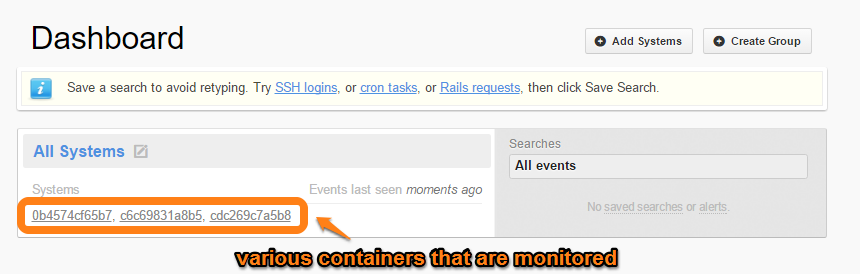 Dashboard
Add Systems
Create Group
Save a search to avoid retyping. Try SSH logins, or cron tasks, or Rails requests, then click Save Search.
All Systems
Systems
Events last seen moments ago
0b4574cf65b7, c6c69831a8b5, cdc269c7a5b8
Searches
All events
No saved searches or alerts.
various containers that are monitored